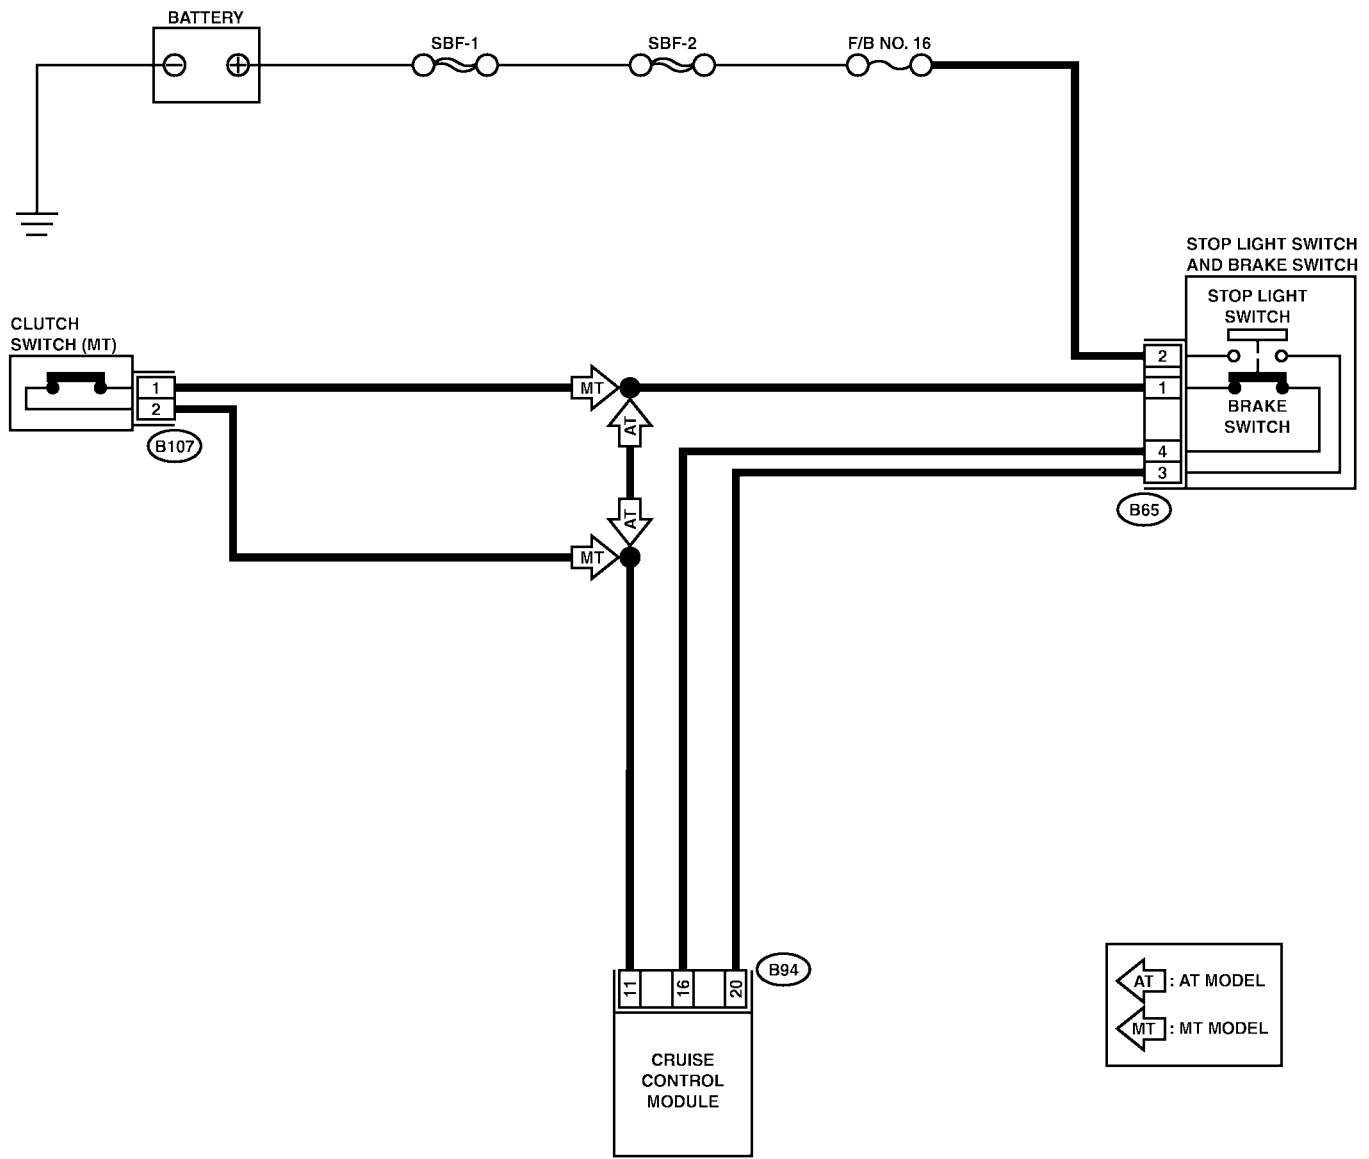 BATTERY
SBF-1
SBF-2
F/B NO. 16
STOP LIGHT SWITCH
AND BRAKE SWITCH
STOP LIGHT
SWITCH
BRAKE
SWITCH
2
1
4
3
B65
CLUTCH
SWITCH (MT)
1
2
B107
MT
AT
AT
MT
B94
11
16
20
CRUISE
CONTROL
MODULE
AT : AT MODEL
MT : MT MODEL